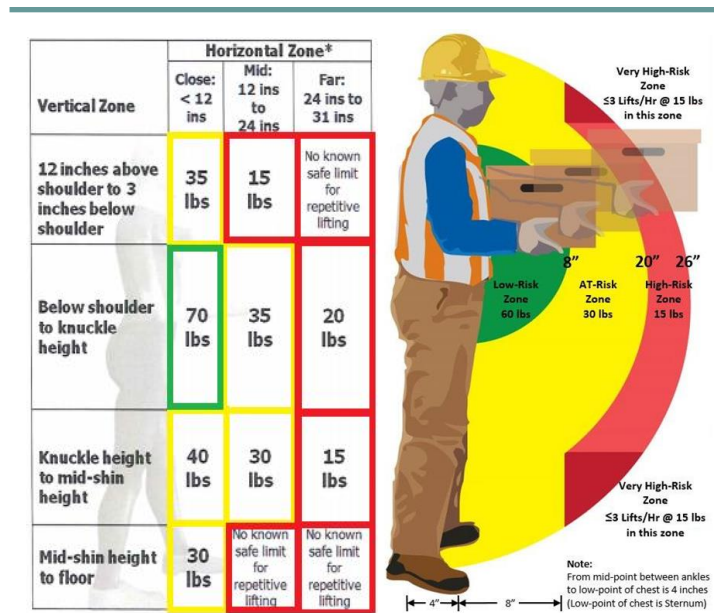 Horizontal Zone*
Vertical Zone
Close:
< 12
ins
Mid:
12 ins
to
24 ins
Far:
24 ins to
31 ins
12 inches above
shoulder to 3
inches below
shoulder
35
lbs
15
lbs
No known
safe limit
for
repetitive
lifting
Below shoulder
to knuckle
height
70
lbs
35
lbs
20
lbs
Knuckle height
to mid-shin
height
40
lbs
30
lbs
15
lbs
Mid-shin height
to floor
30
lbs
No known
safe limit
for
repetitive
lifting
No known
safe limit
for
repetitive
lifting
Very High-Risk
Zone
≤3 Lifts/Hr @ 15 lbs
in this zone
8”
20”
26”
Low-Risk
Zone
60 lbs
AT-Risk
Zone
30 lbs
High-Risk
Zone
15 lbs
Very High-Risk
Zone
≤3 Lifts/Hr @ 15 lbs
in this zone
Note:
From mid-point between ankles
to low-point of chest is 4 inches
(Low-point of chest is Sternum)
4”
8”